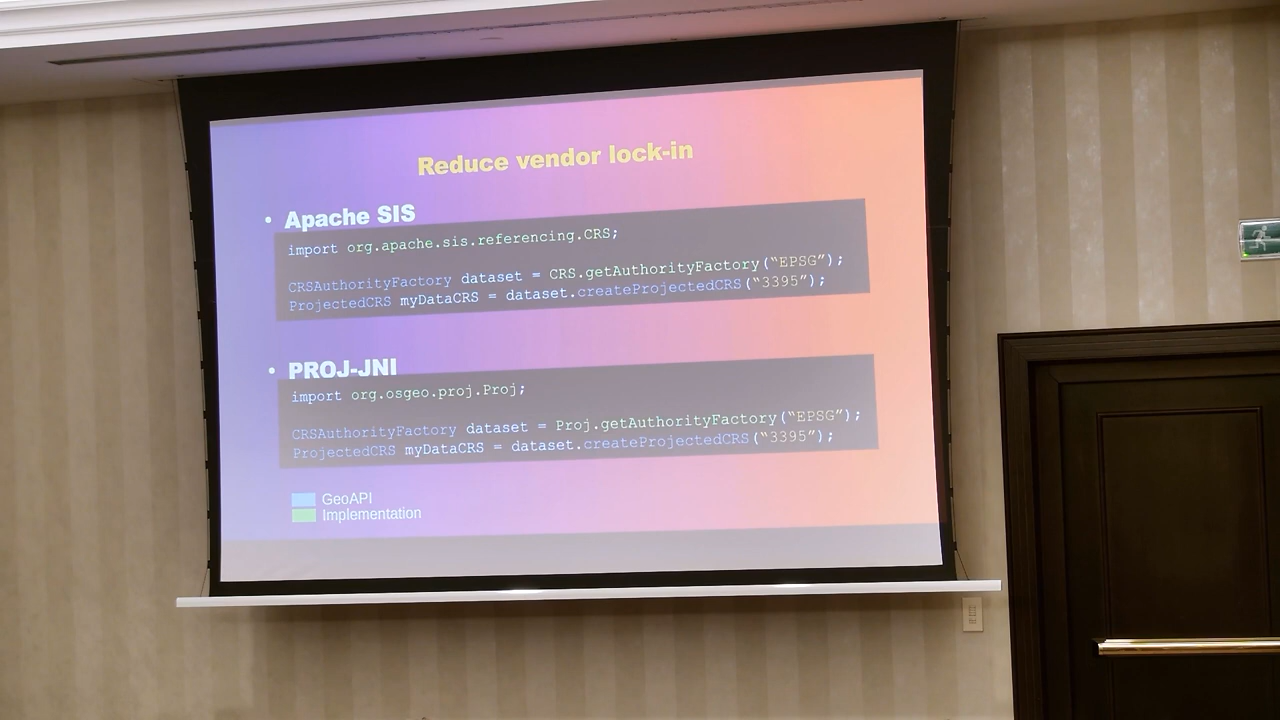 Reduce vendor lock-in
• Apache SIS
import org.apache.sis.referencing.CRS;
CRSAuthorityFactory dataset = CRS.getAuthorityFactory(“EPSG”);
ProjectedCRS myDataCRS = dataset.createProjectedCRS(“3395”);
• PROJ-JNI
import org.osgeo.proj.Proj;
CRSAuthorityFactory dataset = Proj.getAuthorityFactory(“EPSG”);
ProjectedCRS myDataCRS = dataset.createProjectedCRS(“3395”);
GeoAPI
Implementation